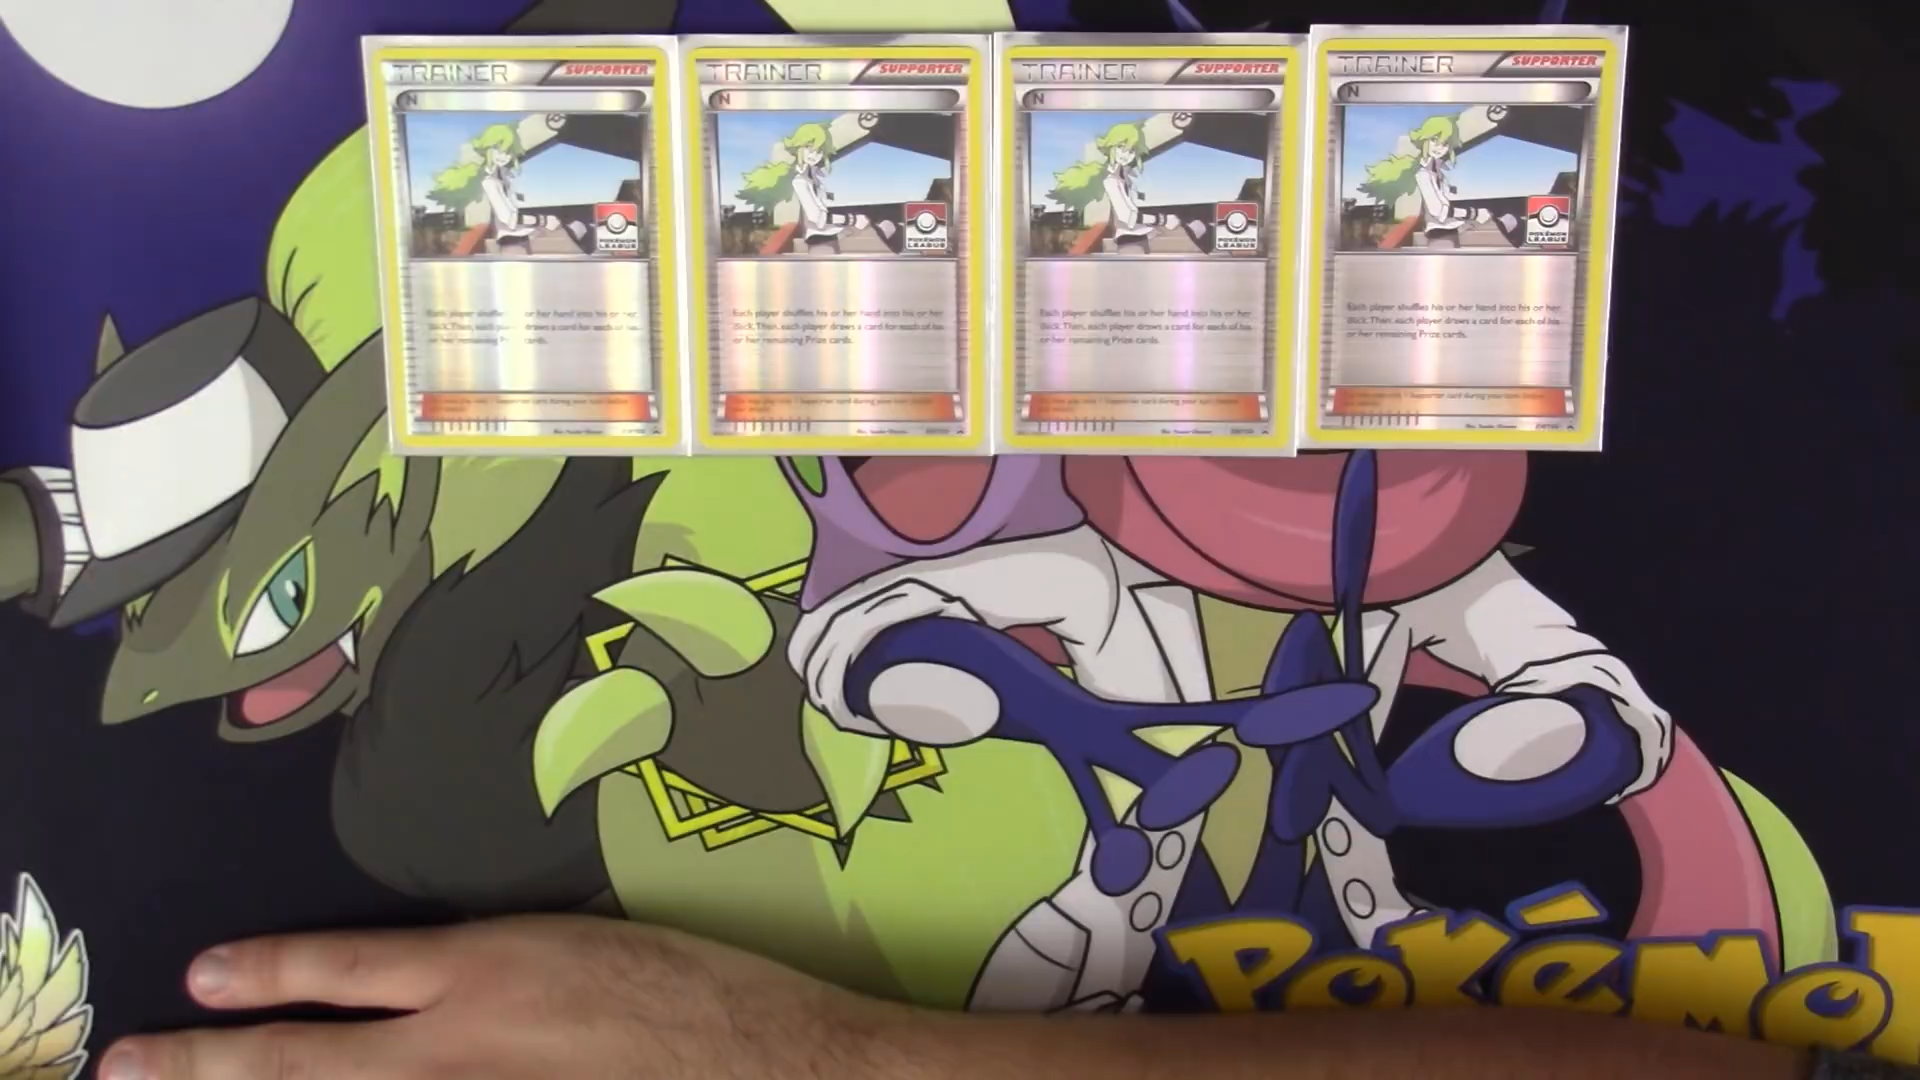 TRAINER SUPPORTER
N
POKÉMON
LEAGUE
Each player shuffles or her hand into his or her
deck. Then, each pl draws a card for each of his
or her remaining Pr cards.
TRAINER SUPPORTER
N
POKÉMON
LEAGUE
Each player shuffles his or her hand into his or her
deck. Then, each player draws a card for each of his
or her remaining Prize cards.
TRAINER SUPPORTER
N
POKÉMON
LEAGUE
Each player shuffles his or her hand into his or her
deck. Then, each player draws a card for each of his
or her remaining Prize cards.
TRAINER SUPPORTER
N
POKÉMON
LEAGUE
Each player shuffles his or her hand into his or her
deck. Then, each player draws a card for each of his
or her remaining Prize cards.
Pokémo